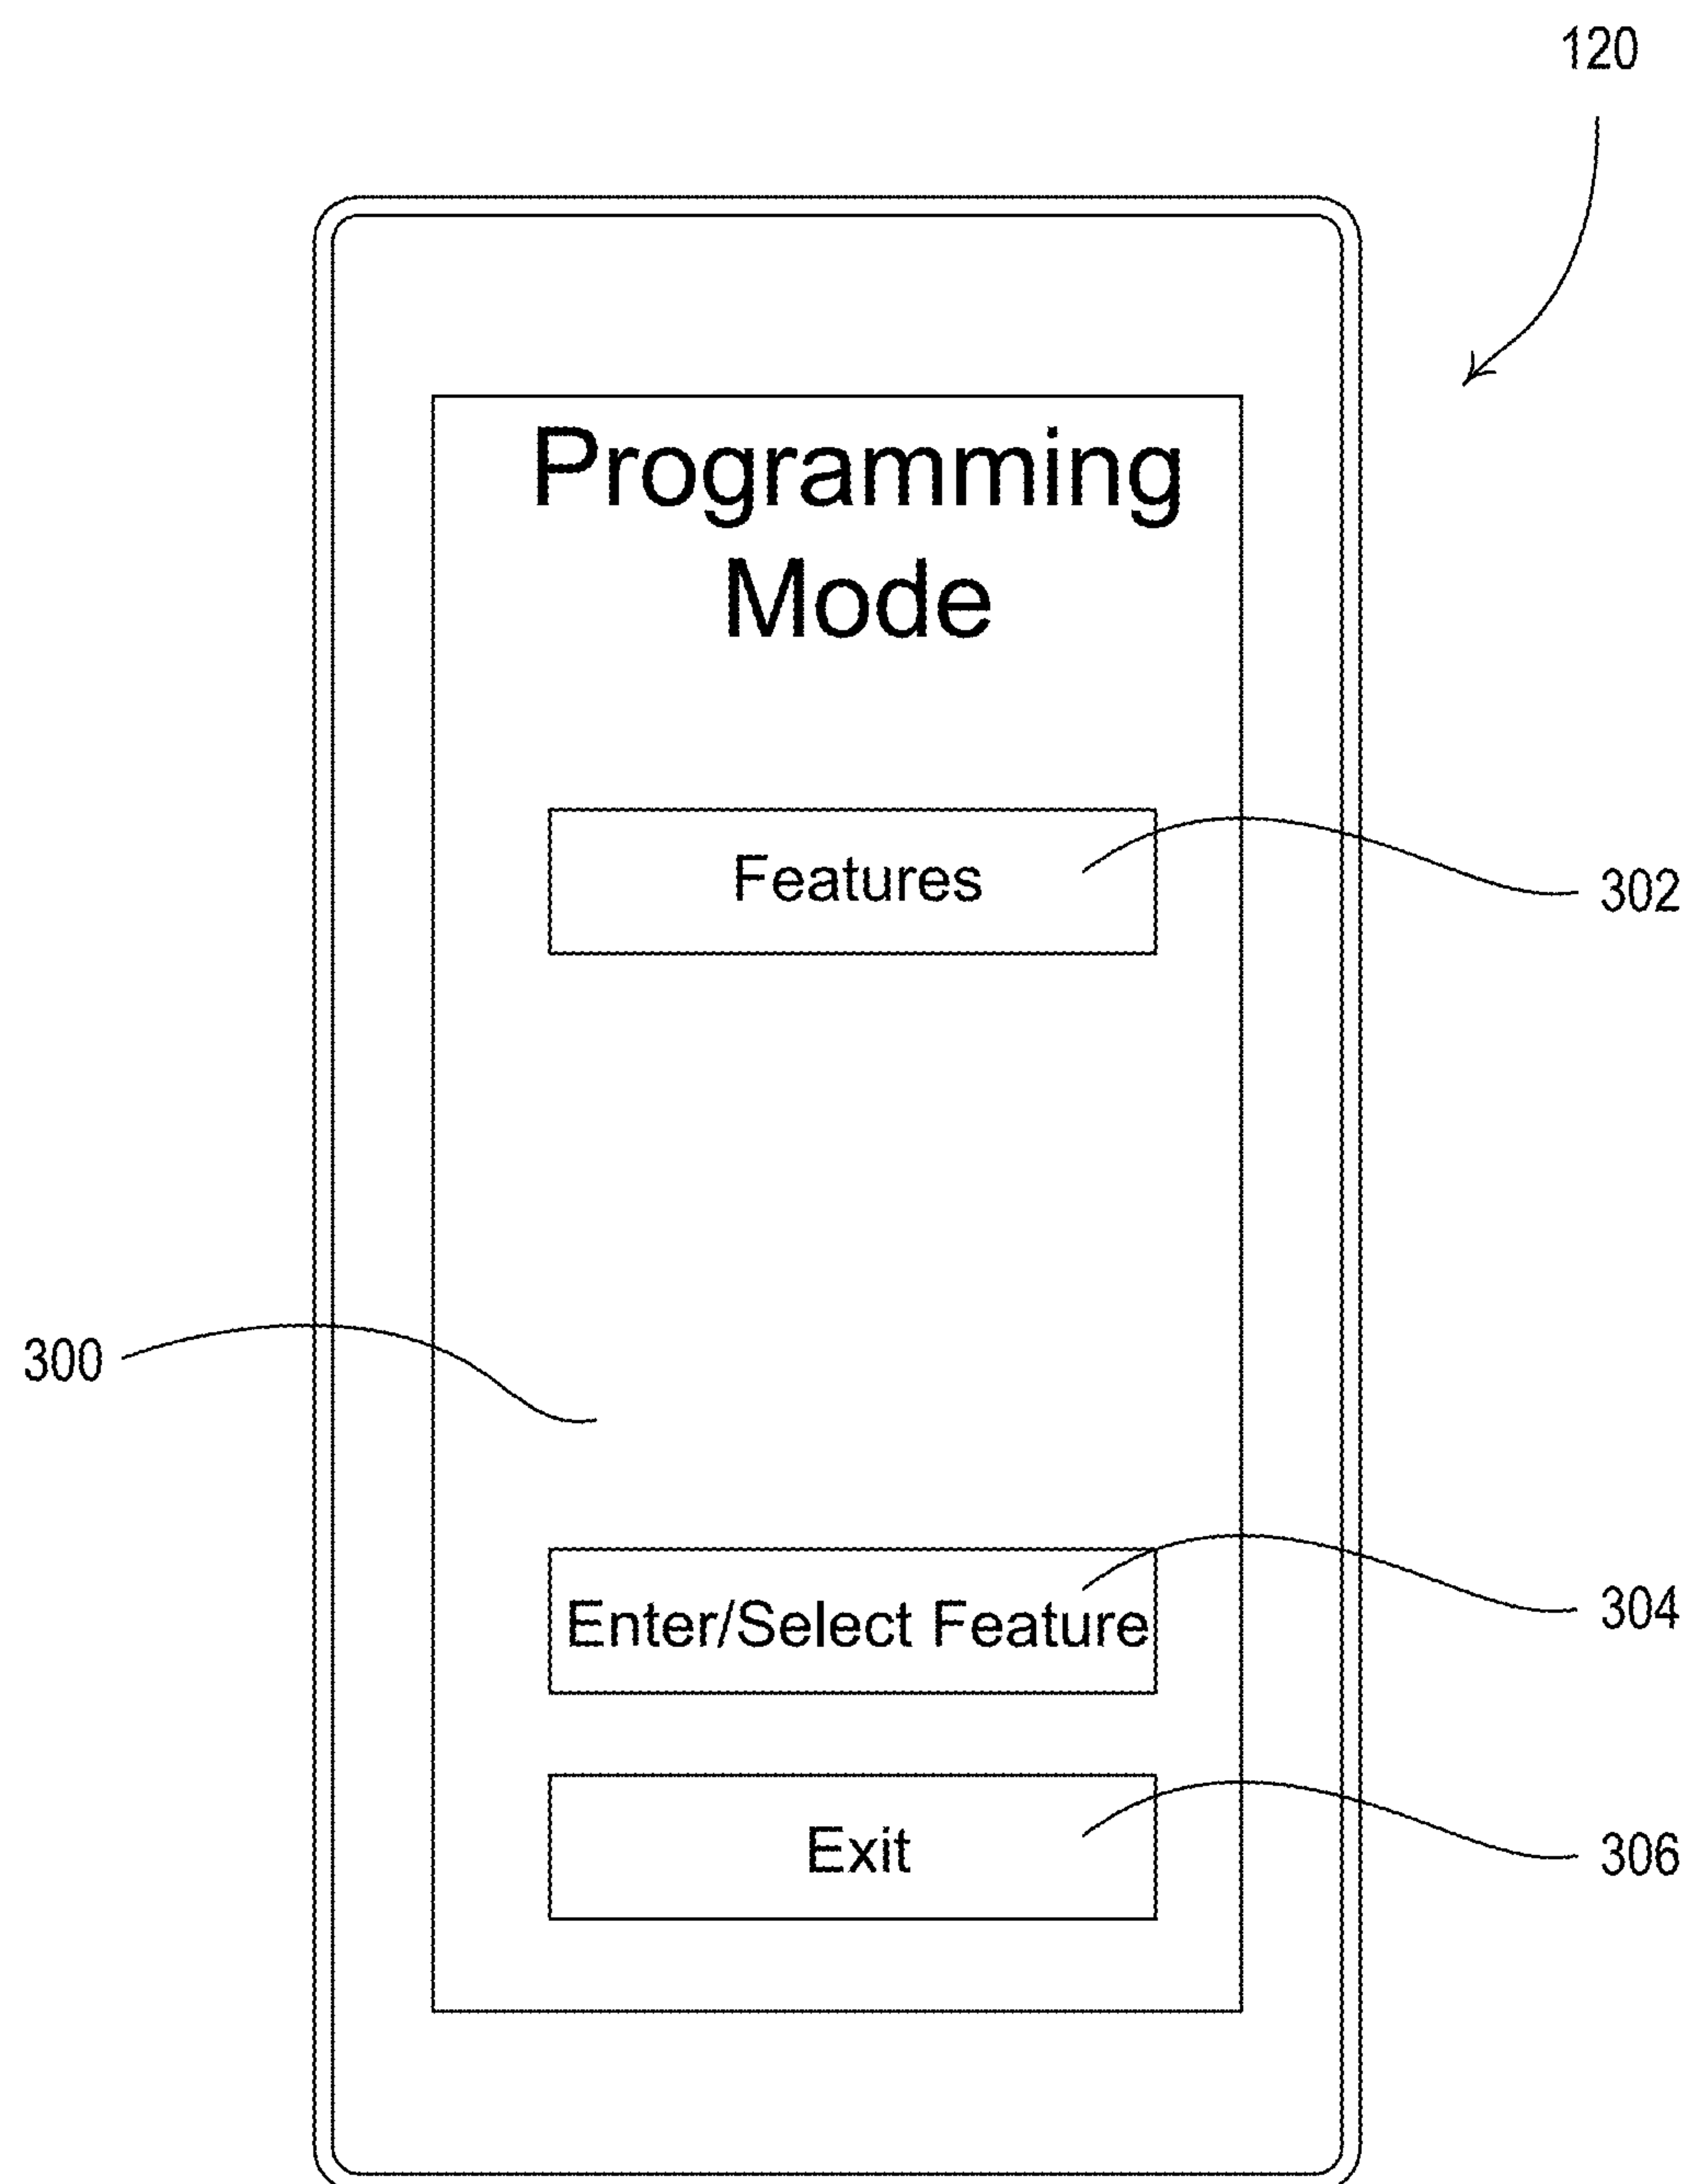 120
Programming
Mode
Features
302
300
Enter/Select Feature
304
Exit
306